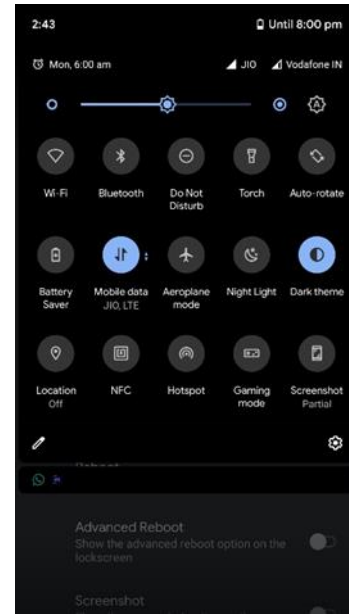 2:43
Until 8:00 pm
Mon, 6:00 am
JIO
Vodafone IN
A
Wi-Fi
Bluetooth
Do Not
Disturb
Torch
Auto-rotate
Battery
Saver
Mobile data
JIO, LTE
Aeroplane
mode
Night Light
Dark theme
Location
Off
NFC
Hotspot
Gaming
mode
Screenshot
Partial
Reboot
Advanced Reboot
Show the advanced reboot option on the
lockscreen
Screenshot